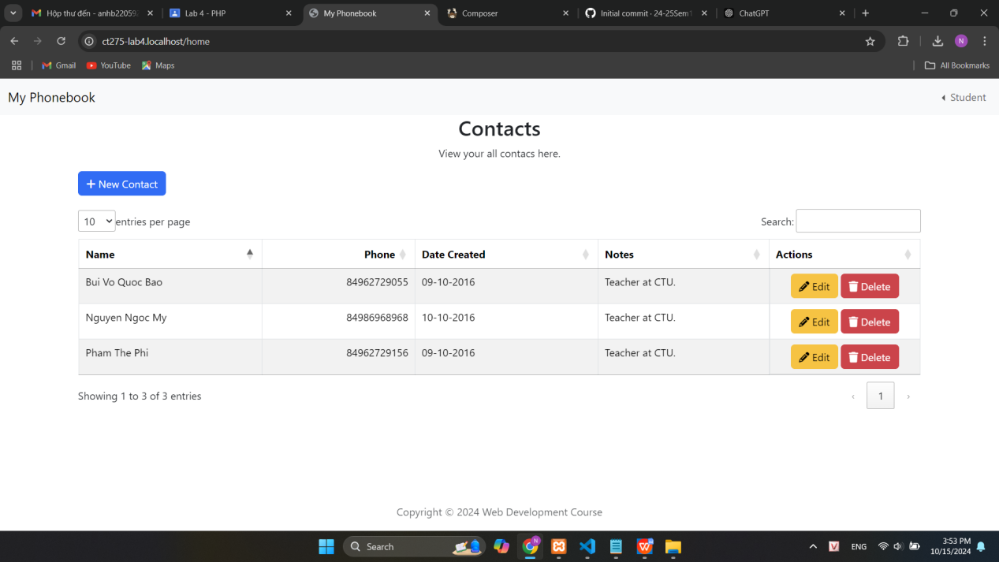 Hộp thư đến - anhb22059
Lab 4 - PHP
My Phonebook
Composer
Initial commit · 24-25Sem1
ChatGPT
ct275-lab4.localhost/home
N
Gmail
YouTube
Maps
All Bookmarks
My Phonebook
Student
Contacts
View your all contacs here.
New Contact
10 entries per page
Search:
Name Phone Date Created Notes Actions
Bui Vo Quoc Bao 84962729055 09-10-2016 Teacher at CTU. Edit Delete
Nguyen Ngoc My 84986968968 10-10-2016 Teacher at CTU. Edit Delete
Pham The Phi 84962729156 09-10-2016 Teacher at CTU. Edit Delete
Showing 1 to 3 of 3 entries
‹ 1 ›
Copyright © 2024 Web Development Course
Search
N
V
ENG
3:53 PM
10/15/2024